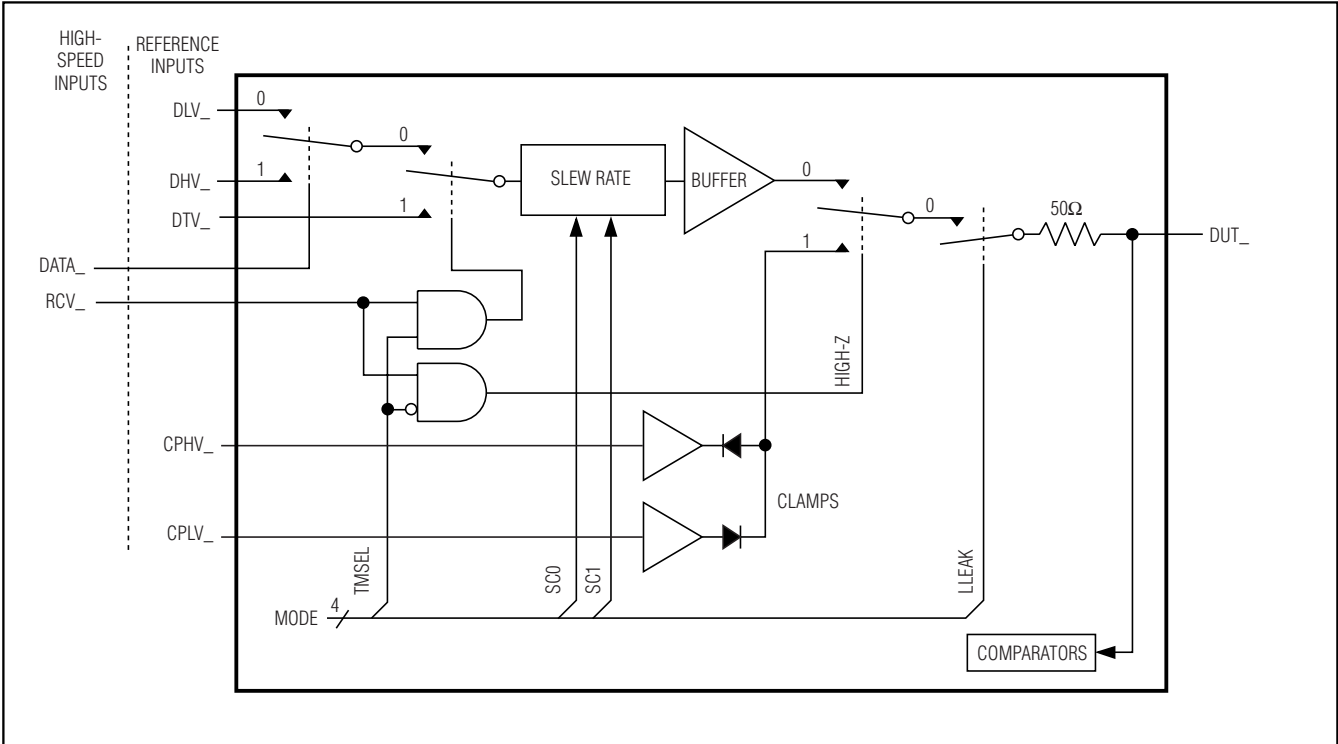 HIGH-
SPEED
INPUTS
REFERENCE
INPUTS
DLV_
0
DHV_
1
DTV_
0
1
DATA_
RCV_
SLEW RATE
BUFFER
0
1
0
50Ω
DUT_
HIGH-Z
CPHV_
CPLV_
CLAMPS
TMSEL
SC0
SC1
LLEAK
MODE
4
COMPARATORS